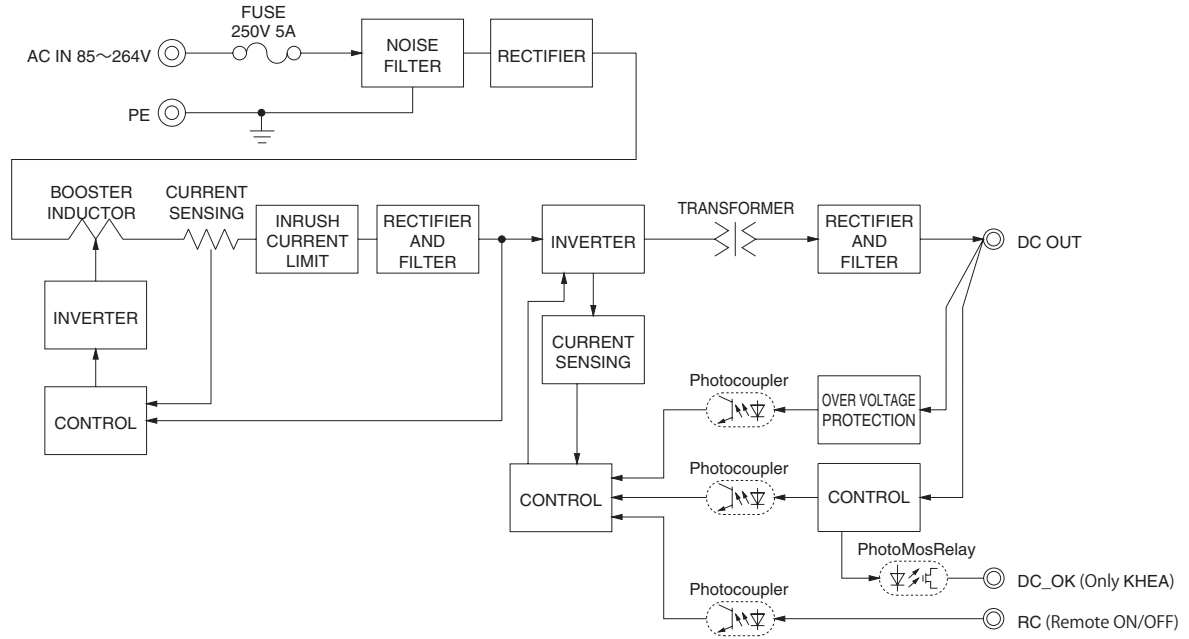 FUSE
250V 5A
AC IN 85～264V
NOISE
FILTER
RECTIFIER
PE
BOOSTER
INDUCTOR
CURRENT
SENSING
INRUSH
CURRENT
LIMIT
RECTIFIER
AND
FILTER
INVERTER
TRANSFORMER
RECTIFIER
AND
FILTER
DC OUT
INVERTER
CURRENT
SENSING
CONTROL
Photocoupler
OVER VOLTAGE
PROTECTION
Photocoupler
CONTROL
CONTROL
PhotoMosRelay
DC_OK (Only KHEA)
Photocoupler
RC (Remote ON/OFF)